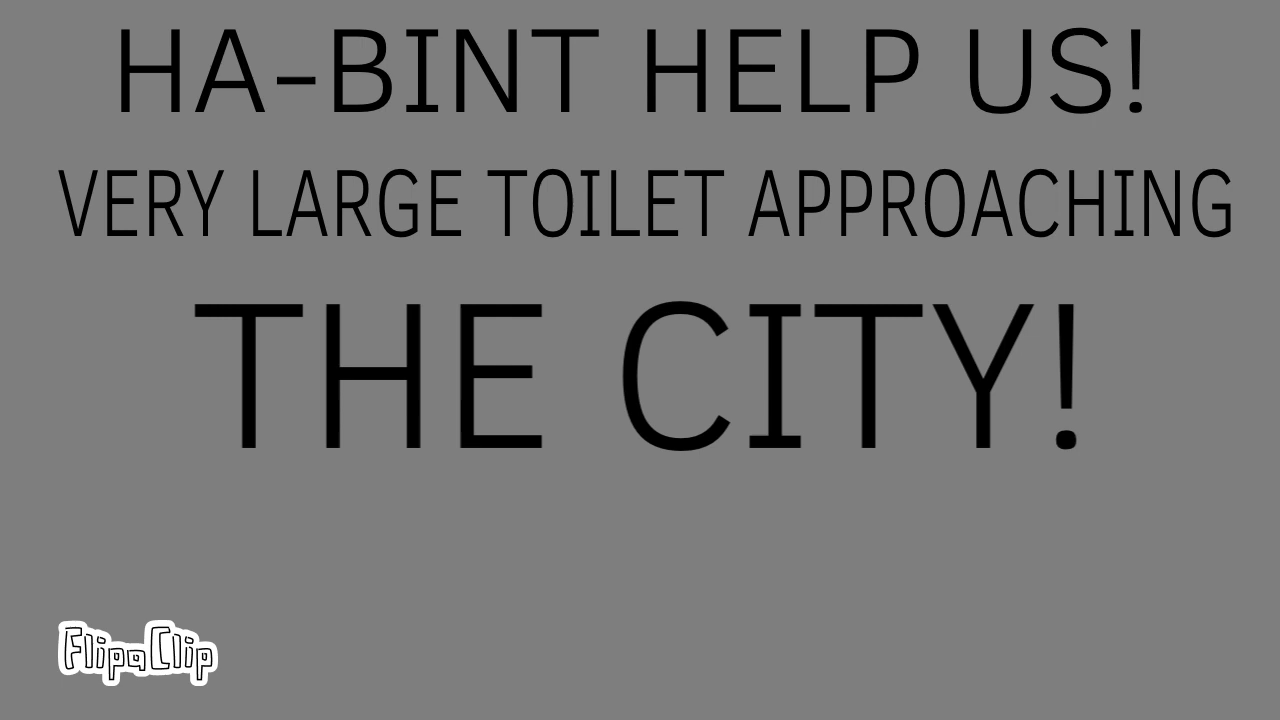 HA-BINT HELP US!
VERY LARGE TOILET APPROACHING
THE CITY!
FlipaClip